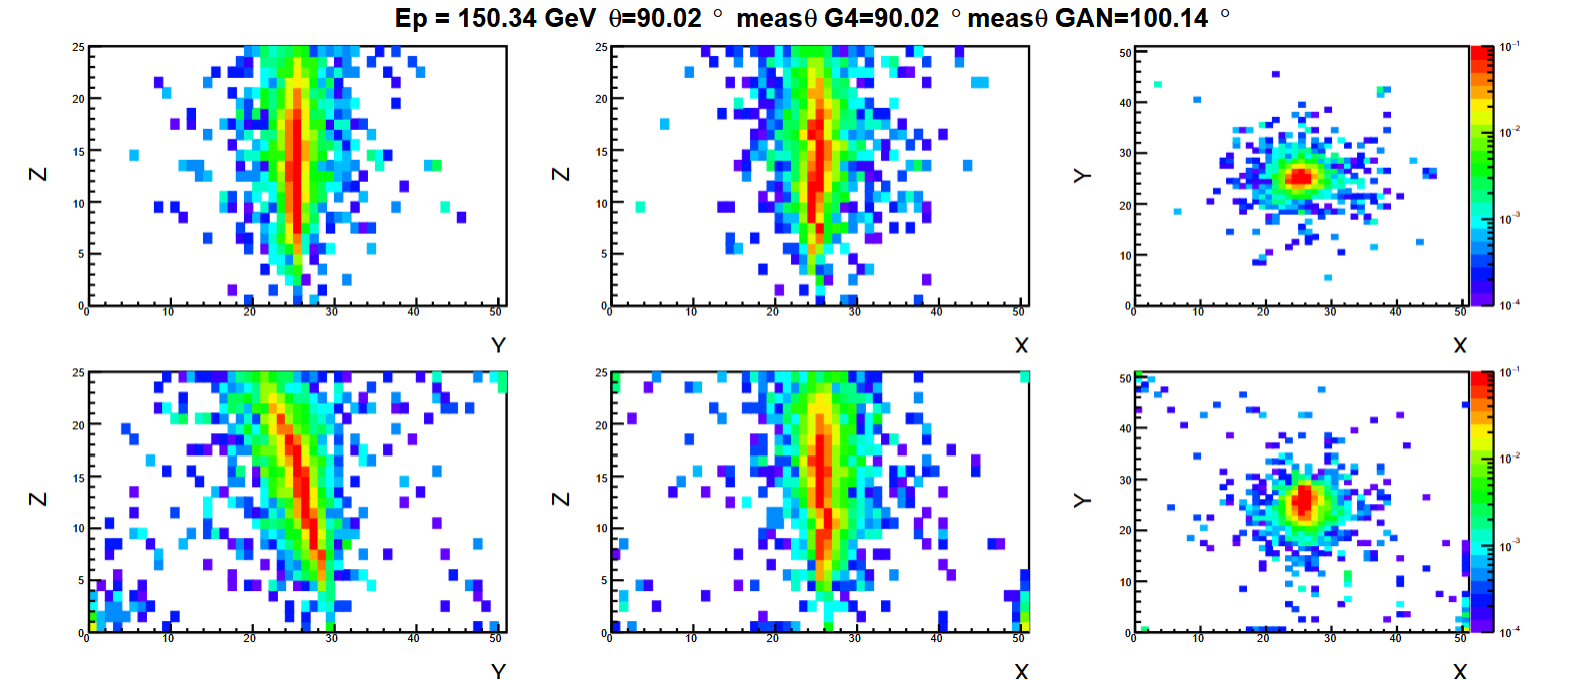 Ep = 150.34 GeV θ=90.02 ° measθ G4=90.02 ° measθ GAN=100.14 °
25 25 50 10⁻¹
20 20 40 10⁻²
Z 15 Z 15 Y 30
10 10 20 10⁻³
5 5 10
0 0 0 10⁻⁴
0 10 20 30 40 50 0 10 20 30 40 50 0 10 20 30 40 50
Y X X
25 25 50 10⁻¹
20 20 40 10⁻²
Z 15 Z 15 Y 30
10 10 20 10⁻³
5 5 10
0 0 0 10⁻⁴
0 10 20 30 40 50 0 10 20 30 40 50 0 10 20 30 40 50
Y X X